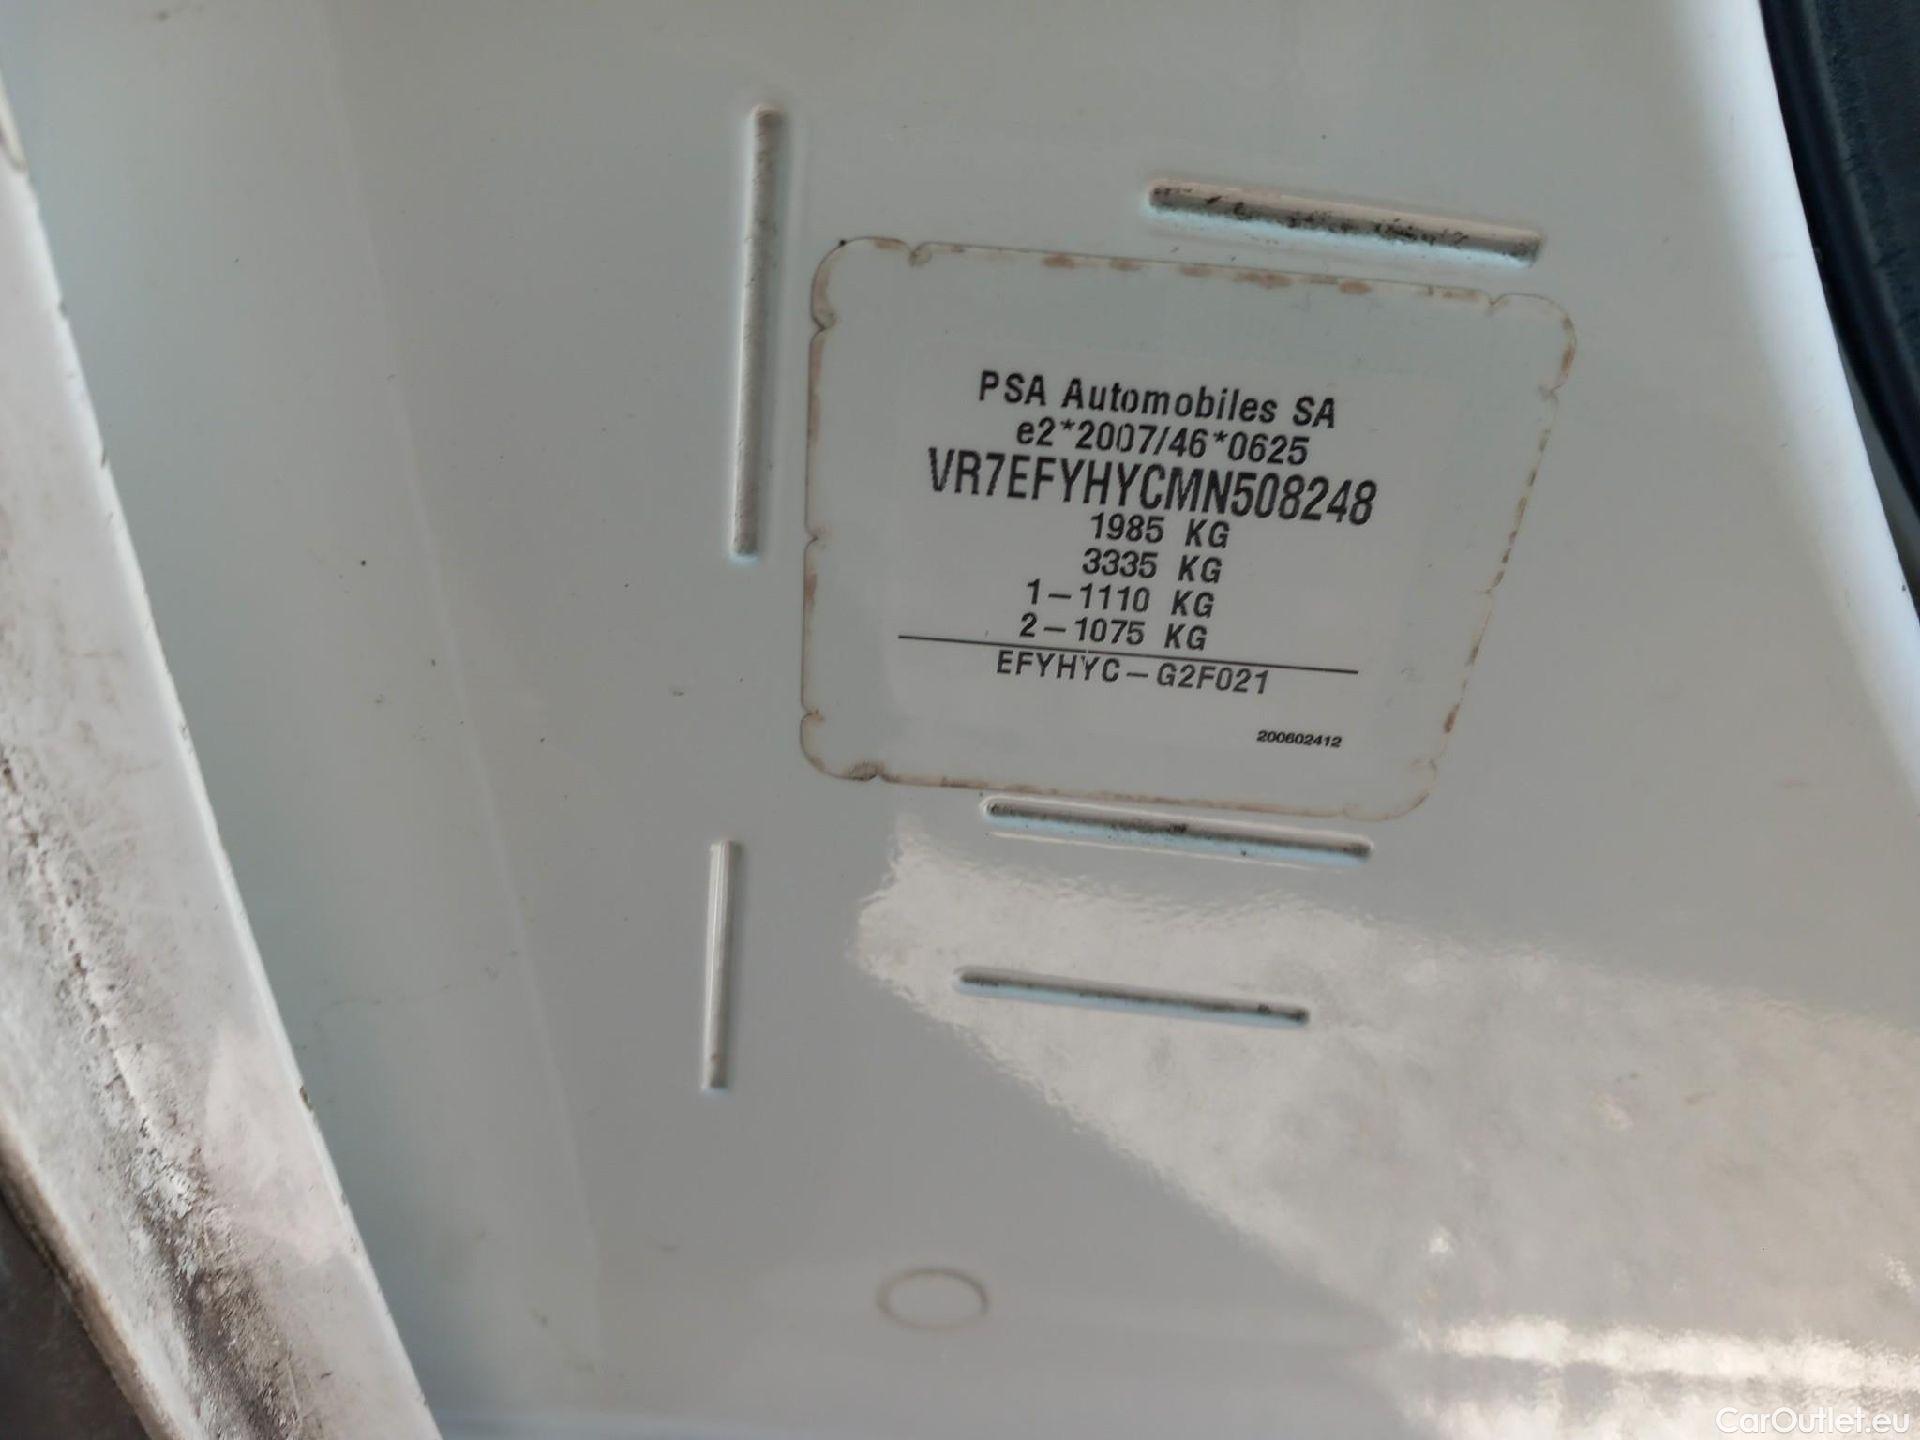 PSA Automobiles SA
e2*2007/46*0625
VR7EFYHYCMN508248
1985 KG
3335 KG
1-1110 KG
2-1075 KG
EFYHYC-G2F021
200602412
CarOutlet.eu